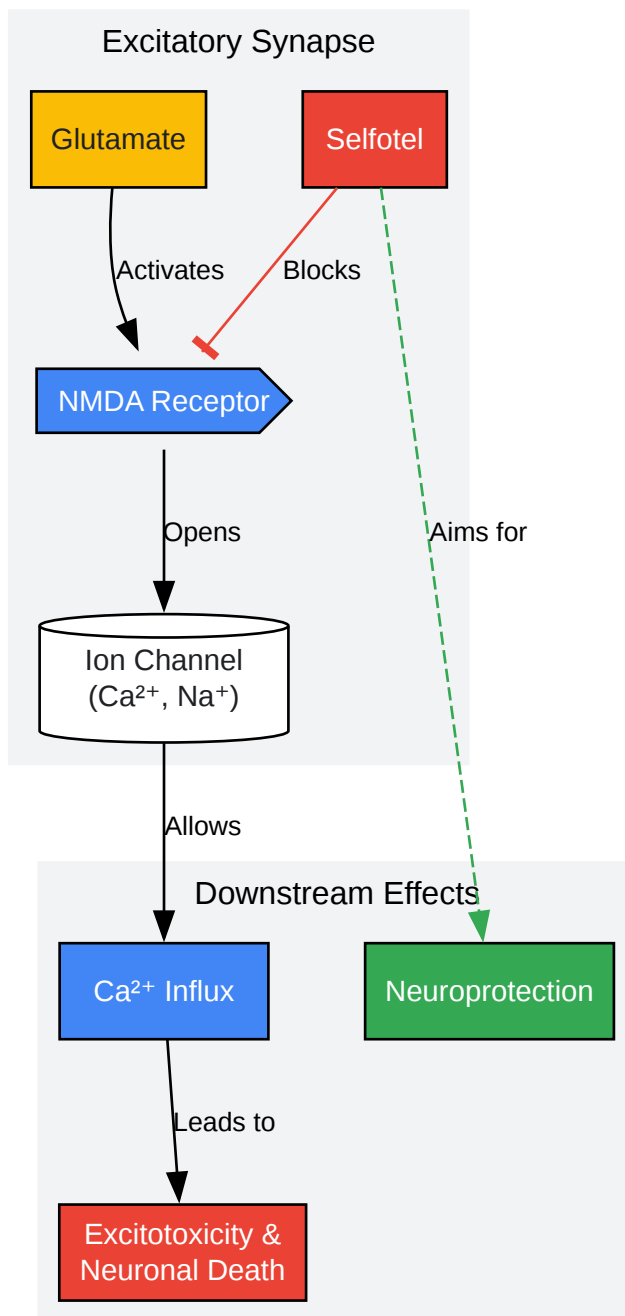 Excitatory Synapse
Glutamate
Selfotel
Activates
Blocks
NMDA Receptor
Opens
Aims for
Ion Channel
(Ca²⁺, Na⁺)
Allows
Downstream Effects
Ca²⁺ Influx
Neuroprotection
Leads to
Excitotoxicity &
Neuronal Death